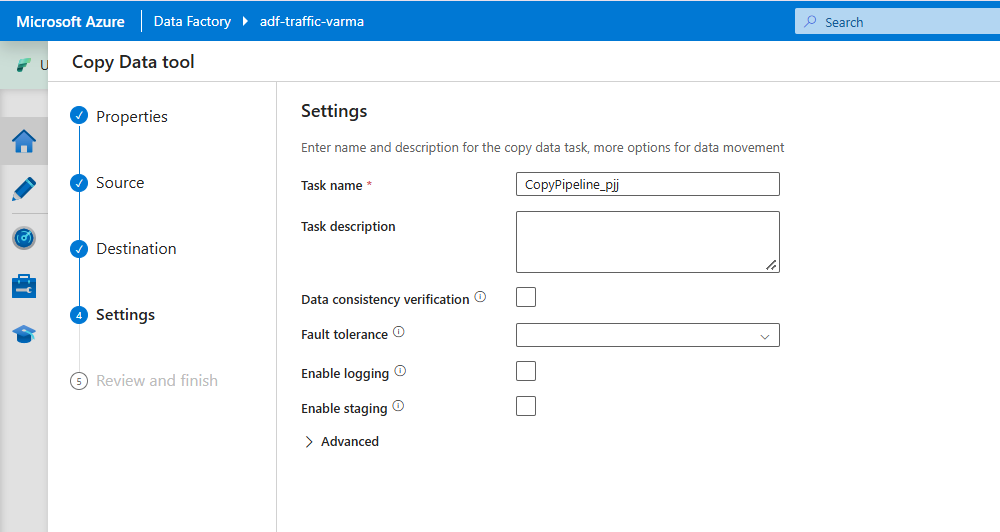 Microsoft Azure Data Factory adf-traffic-varma Search
U
Copy Data tool
Properties
Source
Destination
4 Settings
5 Review and finish
Settings
Enter name and description for the copy data task, more options for data movement
Task name * CopyPipeline_pjj
Task description
Data consistency verification
Fault tolerance
Enable logging
Enable staging
Advanced